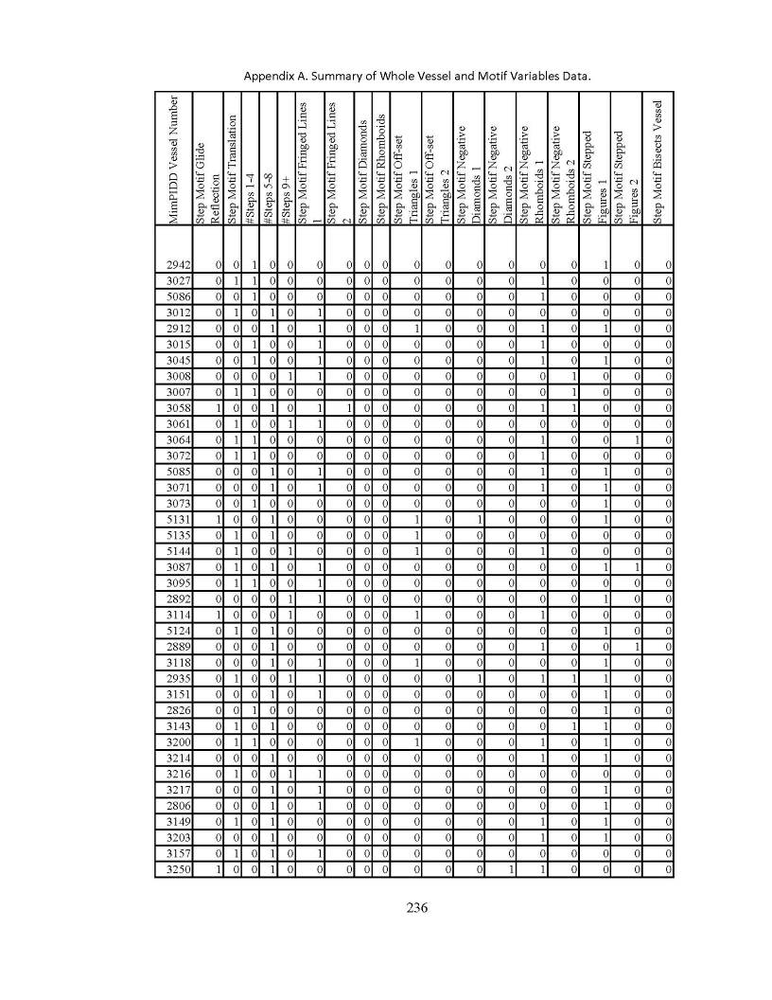 Appendix A. Summary of Whole Vessel and Motif Variables Data.
MimPIDD Vessel Number
Step Motif Glide
Reflection
Step Motif Translation
#Steps 1-4
#Steps 5-8
#Steps 9+
Step Motif Fringed Lines
1
Step Motif Fringed Lines
2
Step Motif Diamonds
Step Motif Rhomboids
Step Motif Off-set
Triangles 1
Step Motif Off-set
Triangles 2
Step Motif Negative
Diamonds 1
Step Motif Negative
Diamonds 2
Step Motif Negative
Rhomboids 1
Step Motif Negative
Rhomboids 2
Step Motif Stepped
Figures 1
Step Motif Stepped
Figures 2
Step Motif Bisects Vessel
2942 0 0 1 0 0 0 0 0 0 0 0 0 0 0 0 1 0 0
3027 0 1 1 0 0 0 0 0 0 0 0 0 0 1 0 0 0 0
5086 0 0 1 0 0 0 0 0 0 0 0 0 0 1 0 0 0 0
3012 0 1 0 1 0 1 0 0 0 0 0 0 0 0 0 0 0 0
2912 0 0 0 1 0 1 0 0 0 1 0 0 0 1 0 1 0 0
3015 0 0 1 0 0 1 0 0 0 0 0 0 0 1 0 0 0 0
3045 0 0 1 0 0 1 0 0 0 0 0 0 0 1 0 1 0 0
3008 0 0 0 0 1 1 0 0 0 0 0 0 0 0 1 0 0 0
3007 0 1 1 0 0 0 0 0 0 0 0 0 0 0 1 0 0 0
3058 1 0 0 1 0 1 1 0 0 0 0 0 0 1 1 0 0 0
3061 0 1 0 0 1 1 0 0 0 0 0 0 0 0 0 0 0 0
3064 0 1 1 0 0 0 0 0 0 0 0 0 0 1 0 0 1 0
3072 0 1 1 0 0 0 0 0 0 0 0 0 0 1 0 0 0 0
5085 0 0 0 1 0 1 0 0 0 0 0 0 0 1 0 1 0 0
3071 0 0 0 1 0 1 0 0 0 0 0 0 0 1 0 1 0 0
3073 0 0 1 0 0 0 0 0 0 0 0 0 0 0 0 1 0 0
5131 1 0 0 1 0 0 0 0 0 1 0 1 0 0 0 1 0 0
5135 0 1 0 1 0 0 0 0 0 1 0 0 0 0 0 0 0 0
5144 0 1 0 0 1 0 0 0 0 1 0 0 0 1 0 0 0 0
3087 0 1 0 1 0 1 0 0 0 0 0 0 0 0 0 1 1 0
3095 0 1 1 0 0 1 0 0 0 0 0 0 0 0 0 0 0 0
2892 0 0 0 0 1 1 0 0 0 0 0 0 0 0 0 1 0 0
3114 1 0 0 0 1 0 0 0 0 1 0 0 0 1 0 0 0 0
5124 0 1 0 1 0 0 0 0 0 0 0 0 0 0 0 1 0 0
2889 0 0 0 1 0 0 0 0 0 0 0 0 0 1 0 0 1 0
3118 0 0 0 1 0 1 0 0 0 1 0 0 0 0 0 1 0 0
2935 0 1 0 0 1 1 0 0 0 0 0 1 0 1 1 1 0 0
3151 0 0 0 1 0 1 0 0 0 0 0 0 0 0 0 1 0 0
2826 0 0 1 0 0 0 0 0 0 0 0 0 0 0 0 1 0 0
3143 0 1 0 1 0 0 0 0 0 0 0 0 0 0 1 1 0 0
3200 0 1 1 0 0 0 0 0 0 1 0 0 0 1 0 1 0 0
3214 0 0 0 1 0 0 0 0 0 0 0 0 0 1 0 1 0 0
3216 0 1 0 0 1 1 0 0 0 0 0 0 0 0 0 0 0 0
3217 0 0 0 1 0 1 0 0 0 0 0 0 0 0 0 1 0 0
2806 0 0 0 1 0 1 0 0 0 0 0 0 0 0 0 1 0 0
3149 0 1 0 1 0 0 0 0 0 0 0 0 0 1 0 1 0 0
3203 0 0 0 1 0 0 0 0 0 0 0 0 0 1 0 1 0 0
3157 0 1 0 1 0 1 0 0 0 0 0 0 0 0 0 0 0 0
3250 1 0 0 1 0 0 0 0 0 0 0 0 1 1 0 0 0 0
236